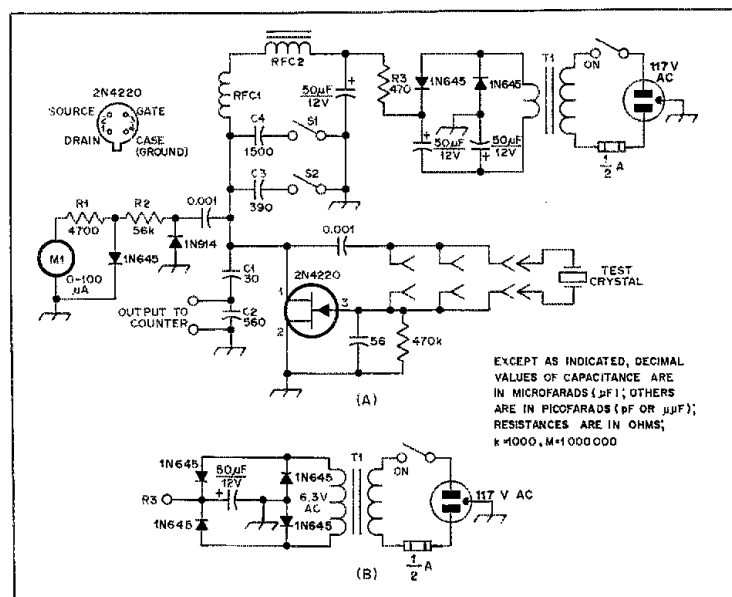 2N4220
SOURCE
GATE
DRAIN
CASE
(GROUND)
RFC2
RFC1
50µF
12V
+
R3
470
1N645
1N645
T1
ON
117 V
AC
C4
1500
S1
50µF
12V
+
50µF
12V
+
1/2 A
C3
390
S2
R1
4700
R2
56k
0.001
1N914
1N645
M1
0-100
µA
0.001
C1
30
2N4220
1
2
3
TEST
CRYSTAL
OUTPUT TO
COUNTER
C2
560
56
470k
(A)
EXCEPT AS INDICATED, DECIMAL
VALUES OF CAPACITANCE ARE
IN MICROFARADS (µF); OTHERS
ARE IN PICOFARADS (pF OR µµF);
RESISTANCES ARE IN OHMS;
k=1000, M=1000000
1N645
50µF
12V
+
1N645
T1
ON
R3
6.3V
AC
117 V AC
1N645
1N645
1/2 A
(B)